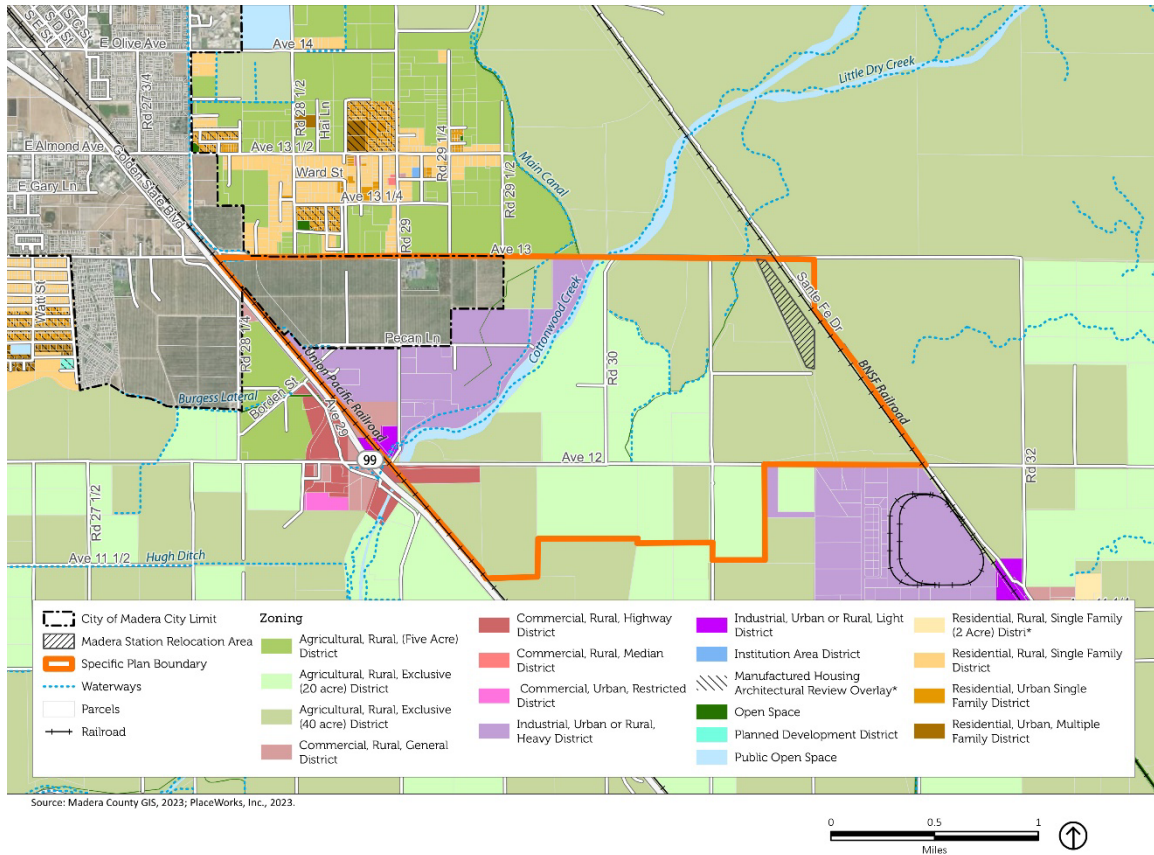 S F St
S D St
S C St
E Olive Ave
Ave 14
Rd 27 3/4
Rd 28 1/2
Hai Ln
Rd 29 1/4
Little Dry Creek
E Almond Ave
Ave 13 1/2
Golden State Blvd
Ward St
Main Canal
E Gary Ln
Ave 13 1/4
Rd 29 1/2
Rd 29
Ave 13
Watt St
Sante Fe Dr
Cottonwood Creek
Rd 28 1/4
Pecan Ln
Union Pacific Railroad
Rd 30
BNSF Railroad
Burgess Lateral
Borden St
Ave 29
99
Ave 12
Rd 32
Rd 27 1/2
Ave 11 1/2
Hugh Ditch
City of Madera City Limit
Madera Station Relocation Area
Specific Plan Boundary
Waterways
Parcels
Railroad
Zoning
Agricultural, Rural, (Five Acre)
District
Agricultural, Rural, Exclusive
(20 acre) District
Agricultural, Rural, Exclusive
(40 acre) District
Commercial, Rural, General
District
Commercial, Rural, Highway
District
Commercial, Rural, Median
District
Commercial, Urban, Restricted
District
Industrial, Urban or Rural,
Heavy District
Industrial, Urban or Rural, Light
District
Institution Area District
Manufactured Housing
Architectural Review Overlay*
Open Space
Planned Development District
Public Open Space
Residential, Rural, Single Family
(2 Acre) Distri*
Residential, Rural, Single Family
District
Residential, Urban Single
Family District
Residential, Urban, Multiple
Family District
Source: Madera County GIS, 2023; PlaceWorks, Inc., 2023.
0 0.5 1
Miles